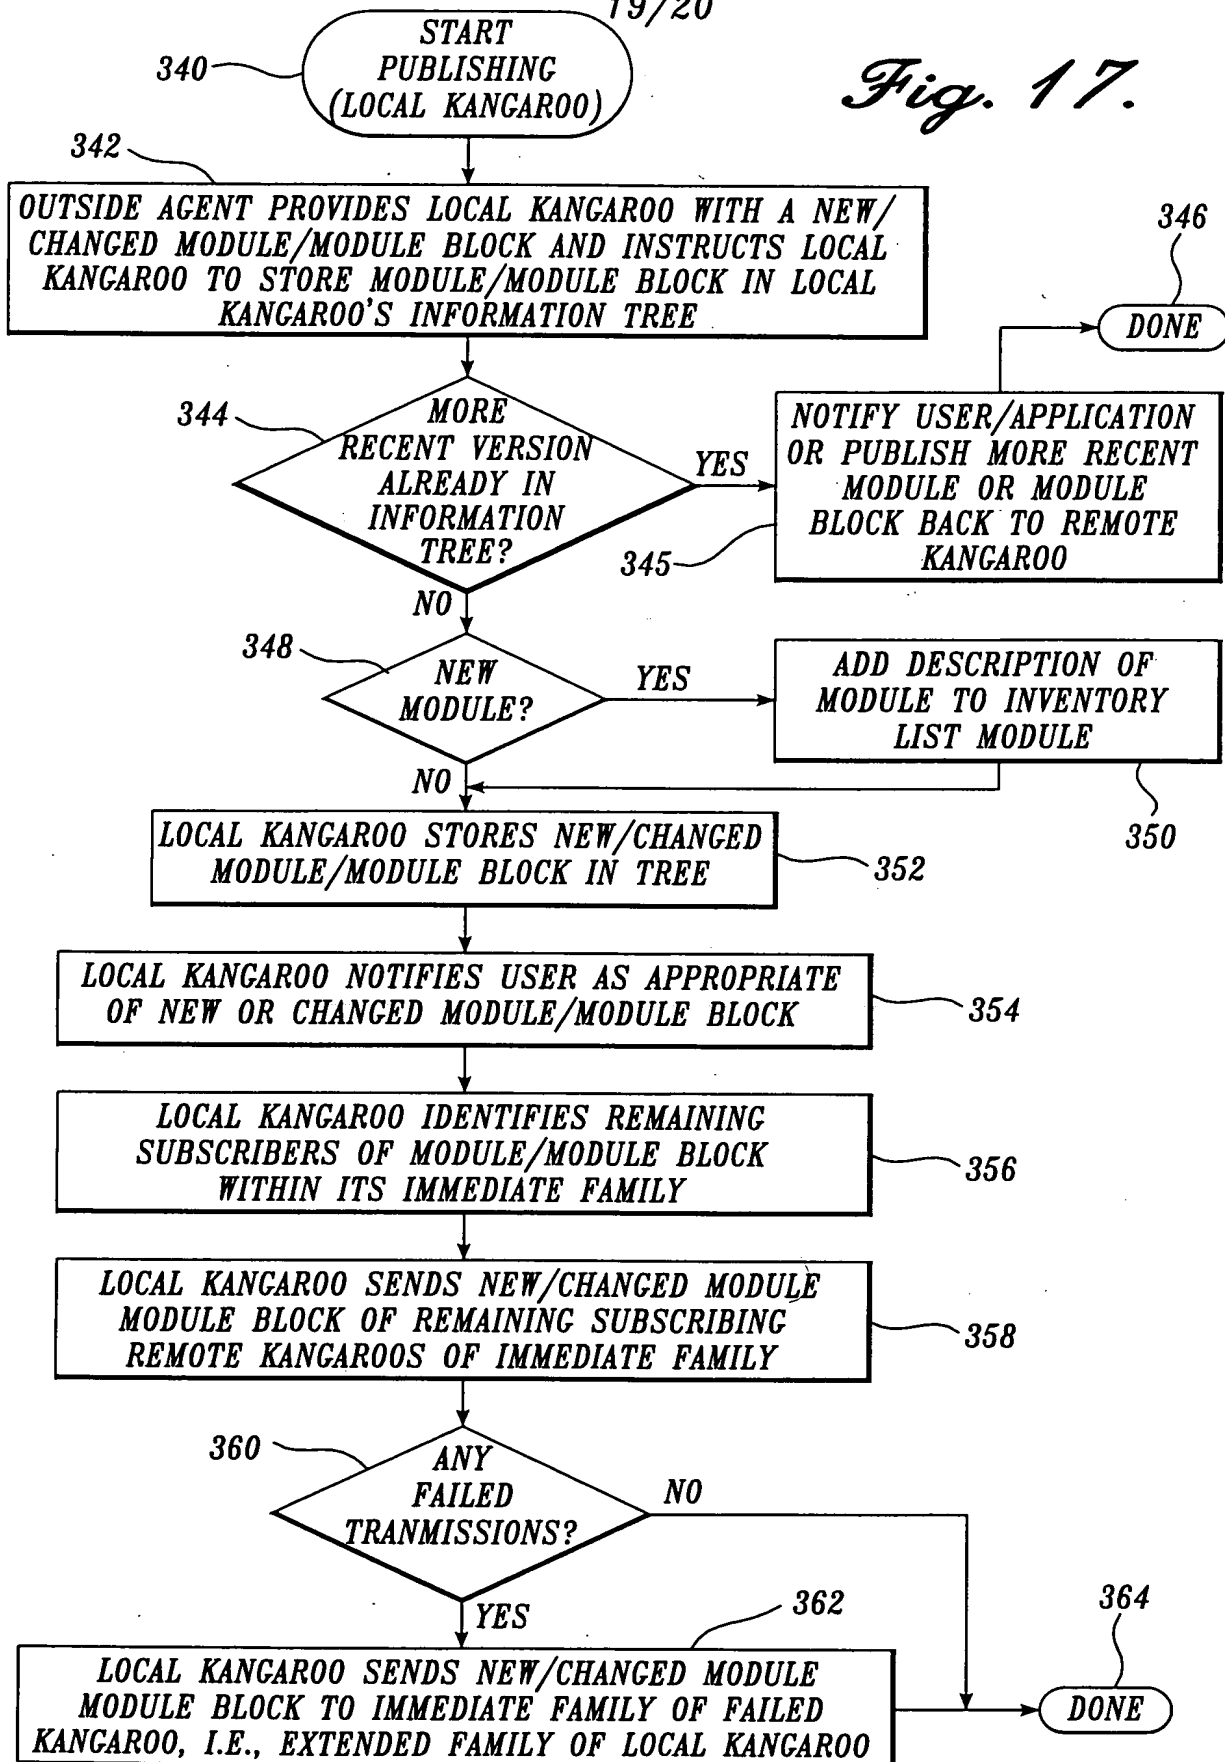 19/20
Fig. 17.
340
START
PUBLISHING
(LOCAL KANGAROO)
342
OUTSIDE AGENT PROVIDES LOCAL KANGAROO WITH A NEW/
CHANGED MODULE/MODULE BLOCK AND INSTRUCTS LOCAL
KANGAROO TO STORE MODULE/MODULE BLOCK IN LOCAL
KANGAROO'S INFORMATION TREE
346
DONE
344
MORE
RECENT VERSION
ALREADY IN
INFORMATION
TREE?
YES
NOTIFY USER/APPLICATION
OR PUBLISH MORE RECENT
MODULE OR MODULE
BLOCK BACK TO REMOTE
KANGAROO
345
NO
348
NEW
MODULE?
YES
ADD DESCRIPTION OF
MODULE TO INVENTORY
LIST MODULE
350
NO
LOCAL KANGAROO STORES NEW/CHANGED
MODULE/MODULE BLOCK IN TREE
352
LOCAL KANGAROO NOTIFIES USER AS APPROPRIATE
OF NEW OR CHANGED MODULE/MODULE BLOCK
354
LOCAL KANGAROO IDENTIFIES REMAINING
SUBSCRIBERS OF MODULE/MODULE BLOCK
WITHIN ITS IMMEDIATE FAMILY
356
LOCAL KANGAROO SENDS NEW/CHANGED MODULE
MODULE BLOCK OF REMAINING SUBSCRIBING
REMOTE KANGAROOS OF IMMEDIATE FAMILY
358
360
ANY
FAILED
TRANMISSIONS?
NO
YES
362
LOCAL KANGAROO SENDS NEW/CHANGED MODULE
MODULE BLOCK TO IMMEDIATE FAMILY OF FAILED
KANGAROO, I.E., EXTENDED FAMILY OF LOCAL KANGAROO
364
DONE